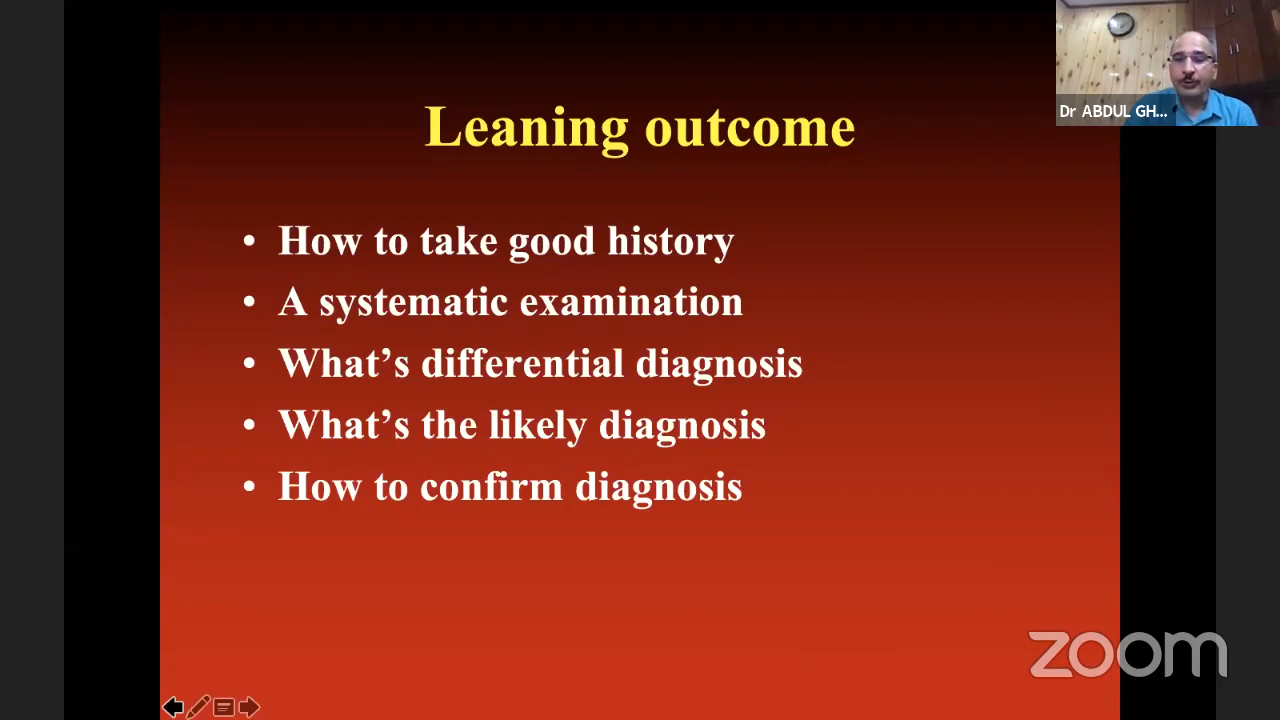 Dr ABDUL GH...
Leaning outcome
• How to take good history
• A systematic examination
• What’s differential diagnosis
• What’s the likely diagnosis
• How to confirm diagnosis
zoom